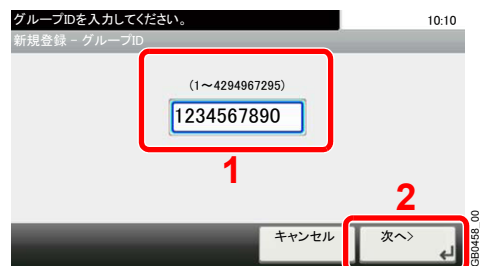 グループIDを入力してください。
10:10
新規登録 - グループID
(1～4294967295)
1234567890
1
2
キャンセル
次へ>
GB0458_00